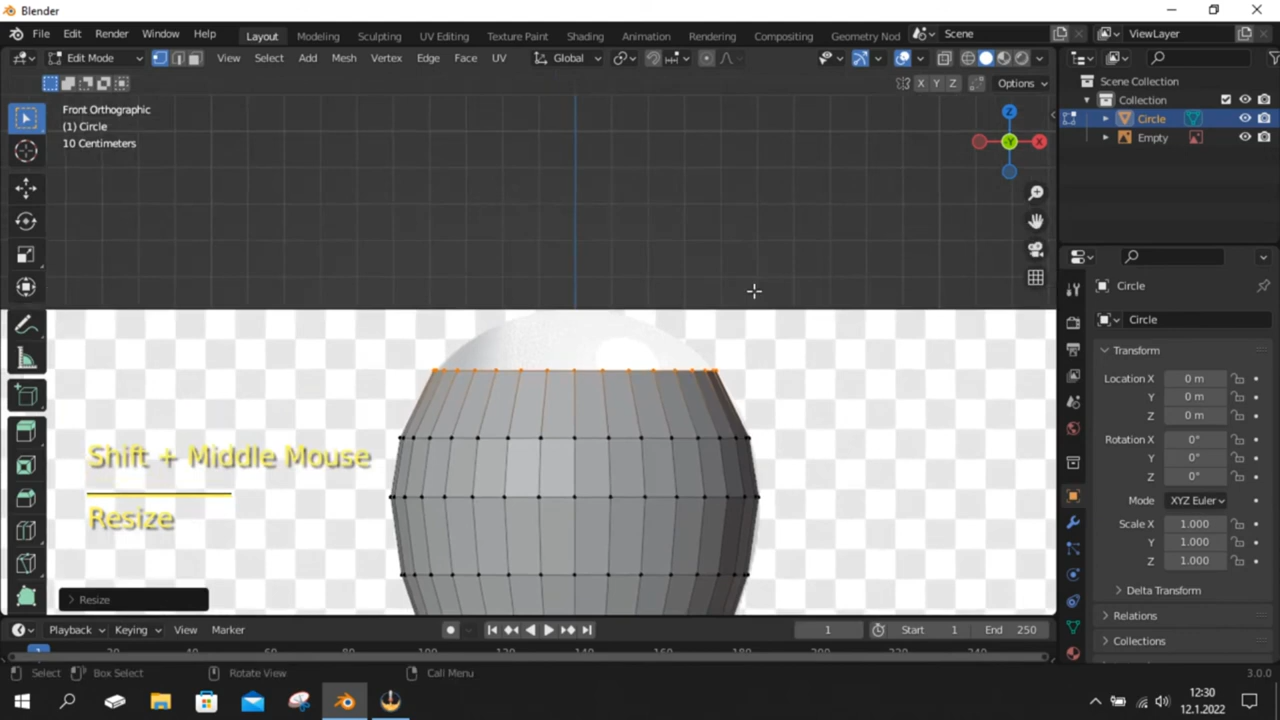 Blender
File Edit Render Window Help Layout Modeling Sculpting UV Editing Texture Paint Shading Animation Rendering Compositing Geometry Nod Scene ViewLayer
Edit Mode View Select Add Mesh Vertex Edge Face UV Global
X Y Z Options
Front Orthographic
(1) Circle
10 Centimeters
Z
X
-Y
Scene Collection
Collection
Circle
Empty
Circle
Circle
Transform
Location X 0 m
Y 0 m
Z 0 m
Rotation X 0°
Y 0°
Z 0°
Mode XYZ Euler
Scale X 1.000
Y 1.000
Z 1.000
Delta Transform
Relations
Collections
Shift + Middle Mouse
Resize
Resize
Playback Keying View Marker 1 Start 1 End 250
1
Select Box Select Rotate View Call Menu 3.0.0
12:30
12.1.2022